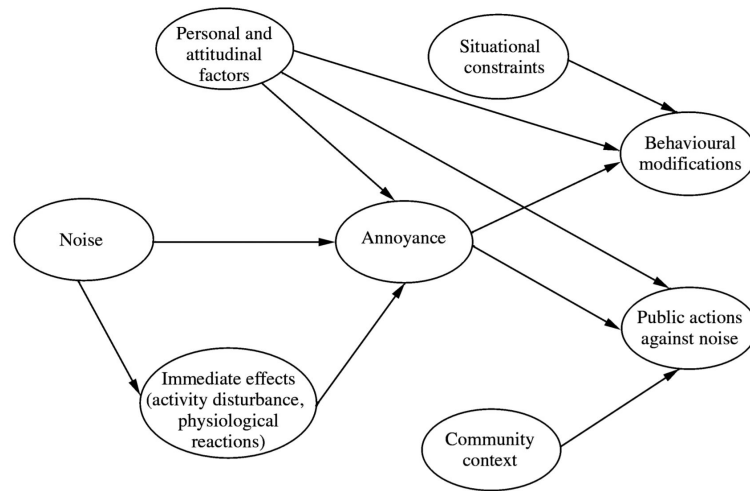 Personal and
attitudinal
factors
Situational
constraints
Behavioural
modifications
Noise
Annoyance
Public actions
against noise
Immediate effects
(activity disturbance,
physiological
reactions)
Community
context